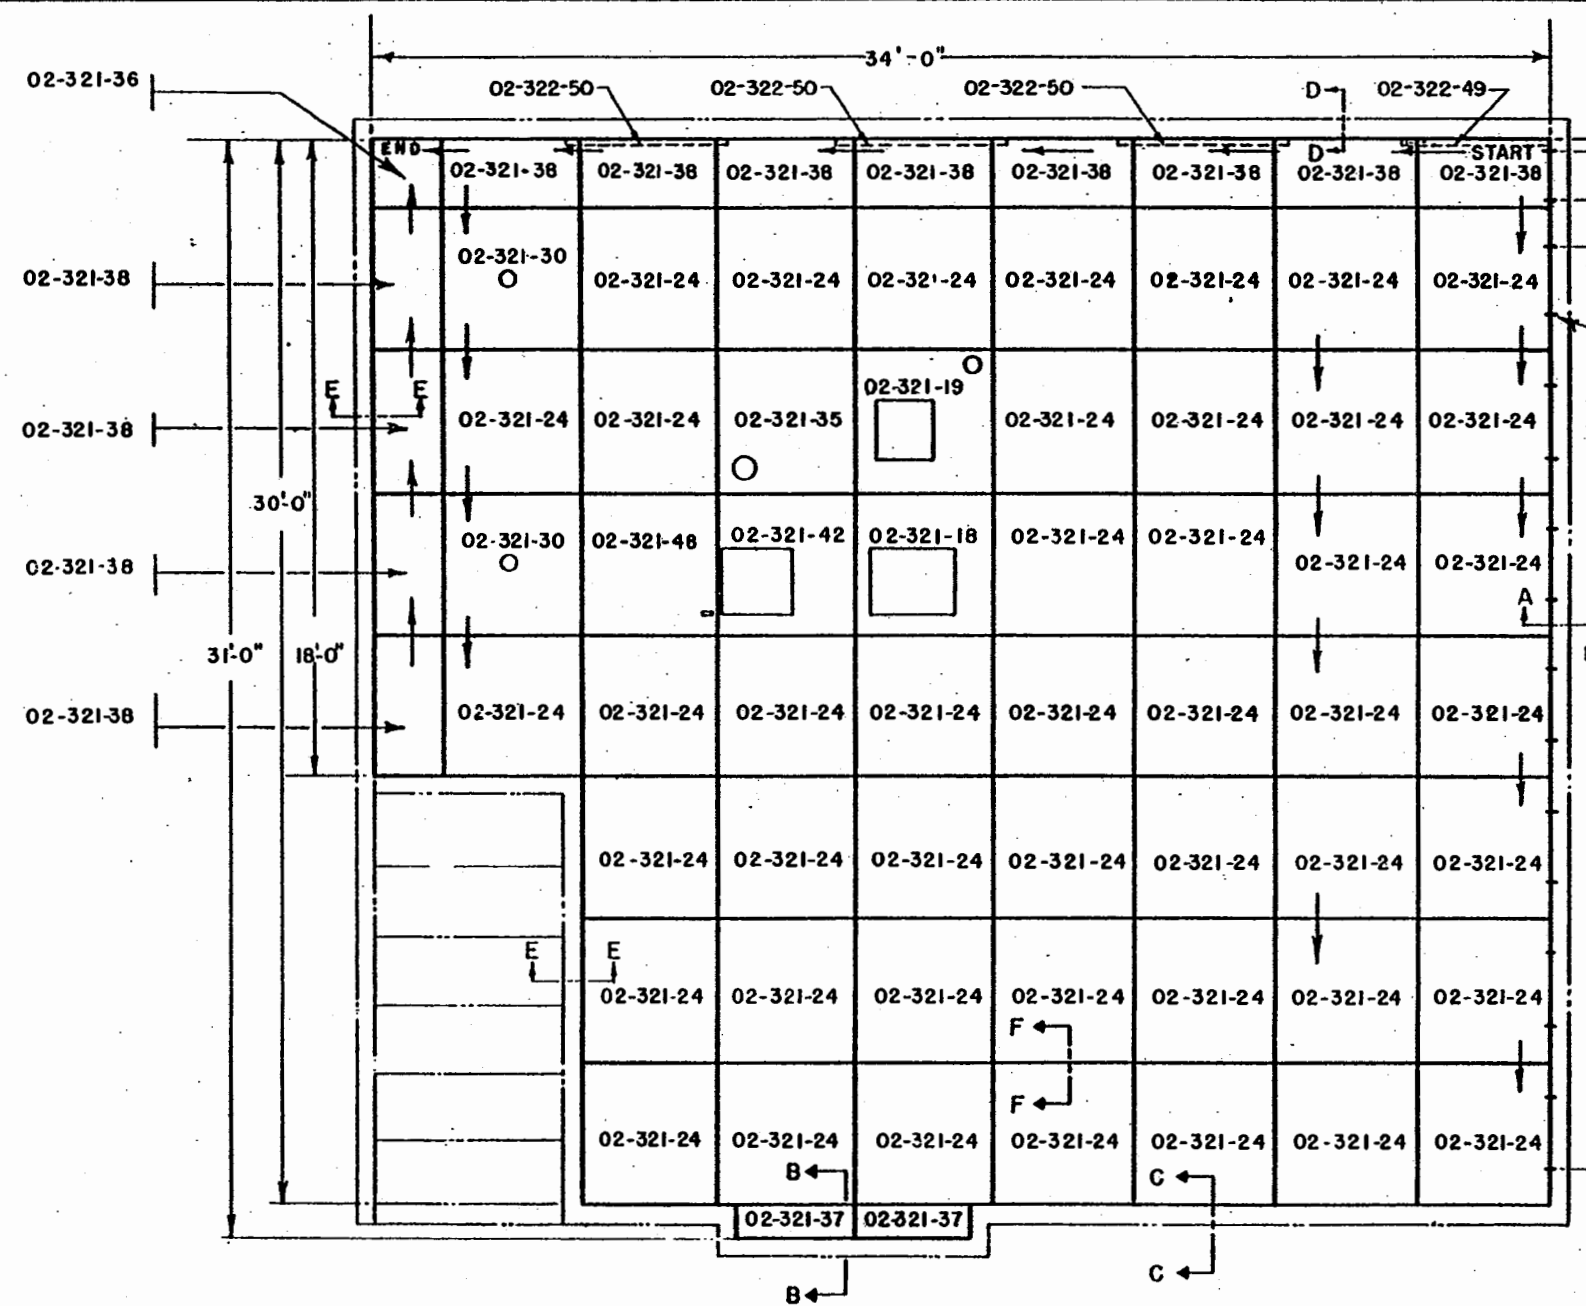 34'-0"
02-321-36
02-322-50 02-322-50 02-322-50 D 02-322-49
END D START
02-321-38 02-321-38 02-321-38 02-321-38 02-321-38 02-321-38 02-321-38 02-321-38
02-321-30
02-321-38 02-321-24 02-321-24 02-321-24 02-321-24 02-321-24 02-321-24 02-321-24
E E 02-321-19
02-321-38 02-321-24 02-321-24 02-321-35 02-321-24 02-321-24 02-321-24 02-321-24
30'-0"
02-321-30 02-321-48 02-321-42 02-321-18 02-321-24 02-321-24
02-321-38 02-321-24 02-321-24
A
31'-0" 18'-0"
02-321-38 02-321-24 02-321-24 02-321-24 02-321-24 02-321-24 02-321-24 02-321-24 02-321-24
02-321-24 02-321-24 02-321-24 02-321-24 02-321-24 02-321-24 02-321-24
E E
02-321-24 02-321-24 02-321-24 02-321-24 02-321-24 02-321-24 02-321-24
F
F
02-321-24 02-321-24 02-321-24 02-321-24 02-321-24 02-321-24 02-321-24
B C
02-321-37 02-321-37
C
B